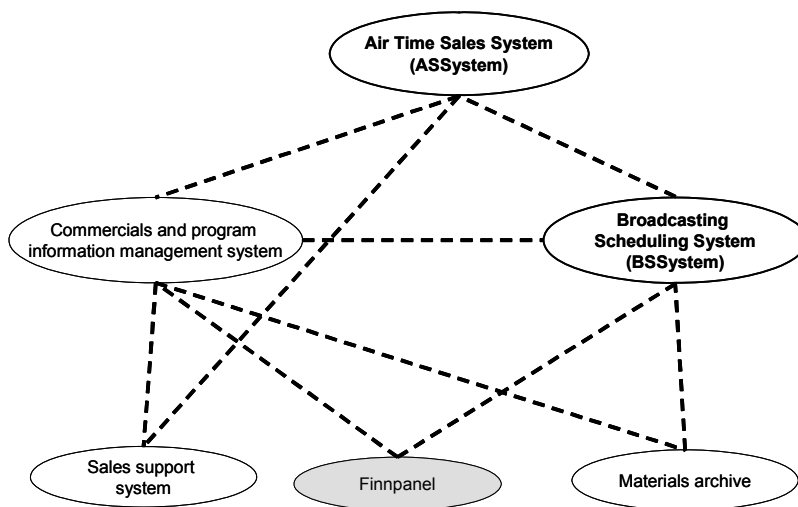 Air Time Sales System
(ASSystem)
Commercials and program
information management system
Broadcasting
Scheduling System
(BSSystem)
Sales support
system
Finnpanel
Materials archive